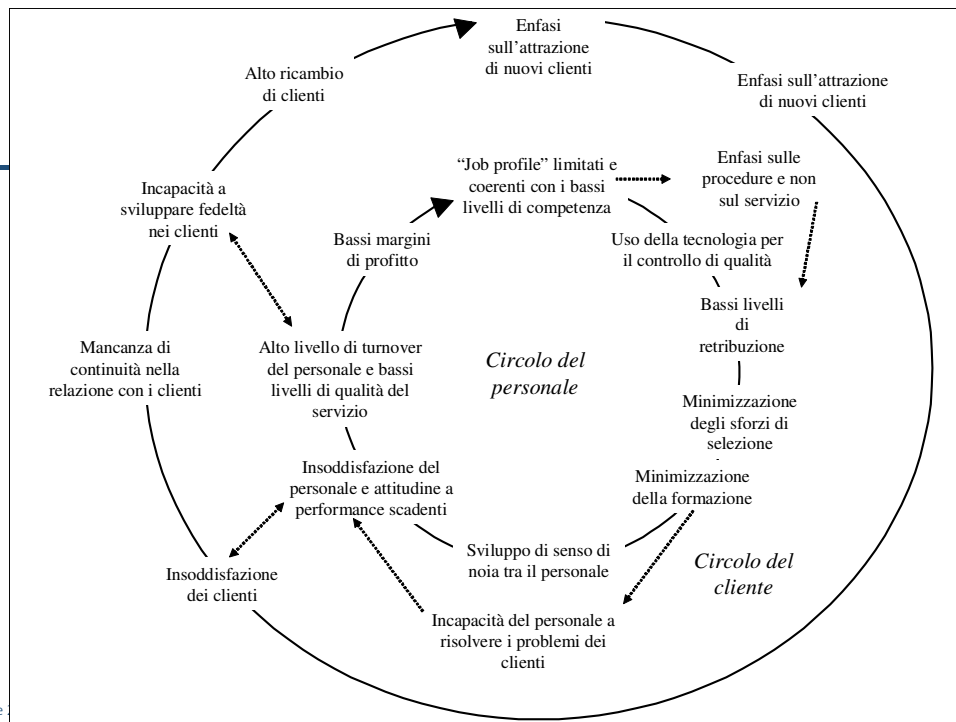 Enfasi
sull’attrazione
di nuovi clienti
Enfasi sull’attrazione
di nuovi clienti
Alto ricambio
di clienti
“Job profile” limitati e
coerenti con i bassi
livelli di competenza
Enfasi sulle
procedure e non
sul servizio
Incapacità a
sviluppare fedeltà
nei clienti
Bassi margini
di profitto
Uso della tecnologia per
il controllo di qualità
Bassi livelli
di
retribuzione
Mancanza di
continuità nella
relazione con i clienti
Alto livello di turnover
del personale e bassi
livelli di qualità del
servizio
Circolo del
personale
Minimizzazione
degli sforzi di
selezione
Insoddisfazione del
personale e attitudine a
performance scadenti
Minimizzazione
della formazione
Sviluppo di senso di
noia tra il personale
Circolo del
cliente
Insoddisfazione
dei clienti
Incapacità del personale a
risolvere i problemi dei
clienti